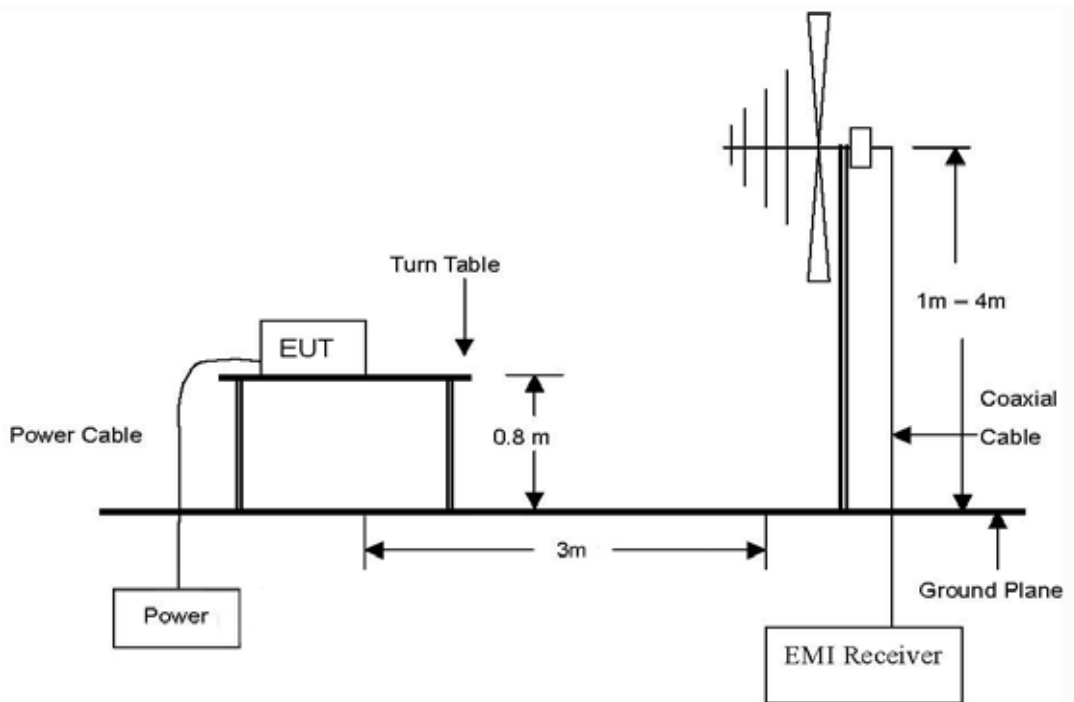 Turn Table
1m – 4m
EUT
Coaxial
Cable
0.8 m
Power Cable
3m
Ground Plane
Power
EMI Receiver